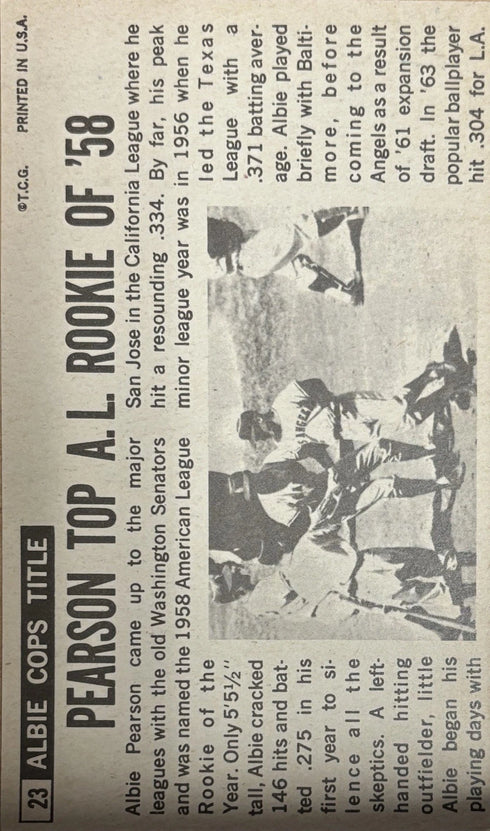 23 ALBIE COPS TITLE
©T.C.G. PRINTED IN U.S.A.
PEARSON TOP A.L. ROOKIE OF '58
Albie Pearson came up to the major
leagues with the old Washington Senators
and was named the 1958 American League
Rookie of the
Year. Only 5'5½"
tall, Albie cracked
146 hits and bat-
ted .275 in his
first year to si-
lence all the
skeptics. A left-
handed hitting
outfielder, little
Albie began his
playing days with
San Jose in the California League where he
hit a resounding .334. By far, his peak
minor league year was in 1956 when he
led the Texas
League with a
.371 batting aver-
age. Albie played
briefly with Balti-
more, before
coming to the
Angels as a result
of '61 expansion
draft. In '63 the
popular ballplayer
hit .304 for L.A.
ANGELS